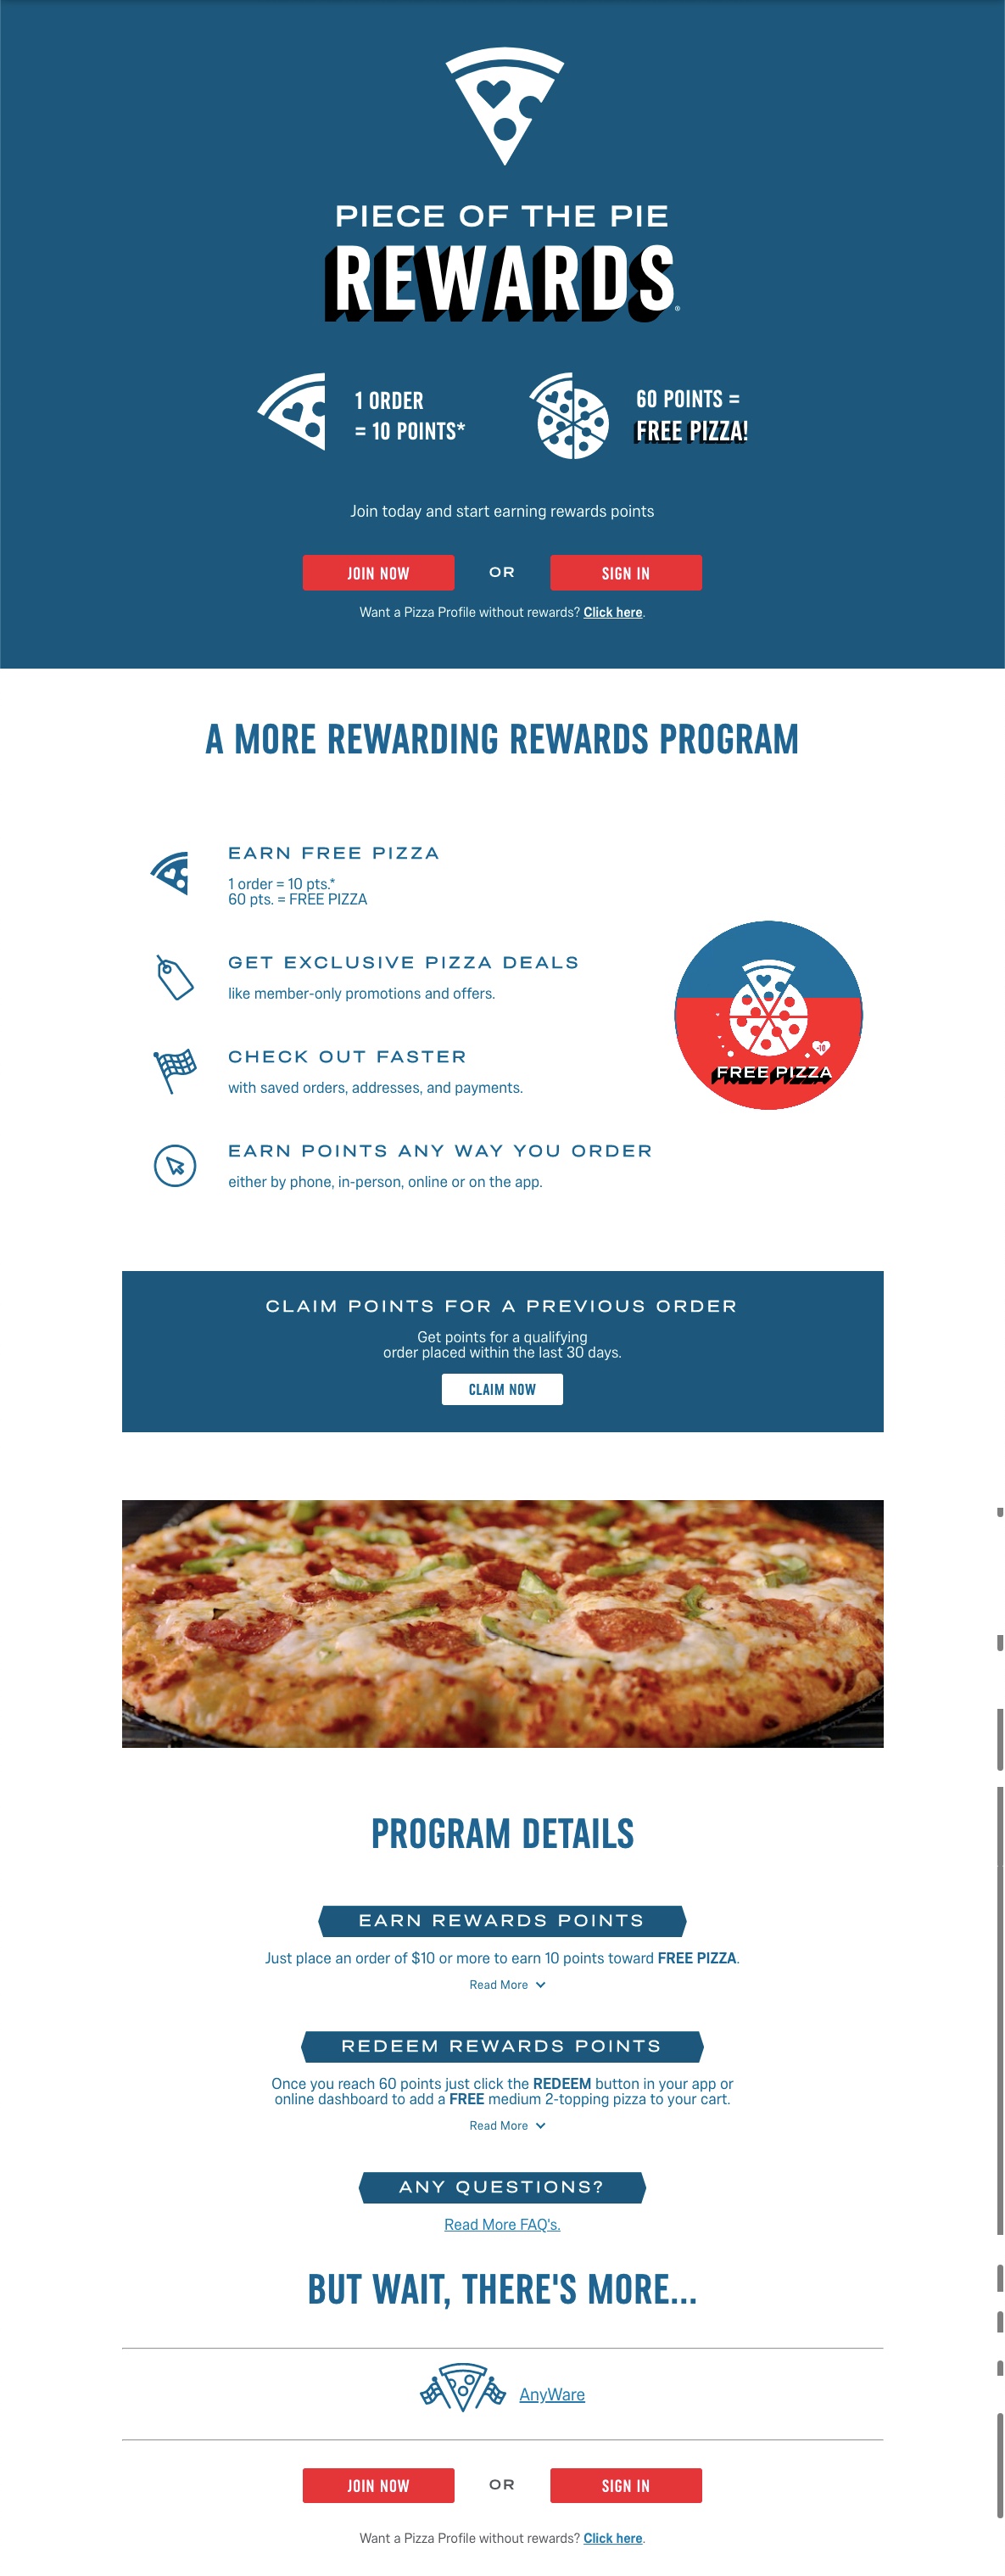 PIECE OF THE PIE
REWARDS®
1 ORDER
= 10 POINTS*
60 POINTS =
FREE PIZZA!
Join today and start earning rewards points
JOIN NOW
OR
SIGN IN
Want a Pizza Profile without rewards? Click here.
A MORE REWARDING REWARDS PROGRAM
EARN FREE PIZZA
1 order = 10 pts.*
60 pts. = FREE PIZZA
GET EXCLUSIVE PIZZA DEALS
like member-only promotions and offers.
CHECK OUT FASTER
with saved orders, addresses, and payments.
EARN POINTS ANY WAY YOU ORDER
either by phone, in-person, online or on the app.
-10
FREE PIZZA
CLAIM POINTS FOR A PREVIOUS ORDER
Get points for a qualifying
order placed within the last 30 days.
CLAIM NOW
PROGRAM DETAILS
EARN REWARDS POINTS
Just place an order of $10 or more to earn 10 points toward FREE PIZZA.
Read More
REDEEM REWARDS POINTS
Once you reach 60 points just click the REDEEM button in your app or
online dashboard to add a FREE medium 2-topping pizza to your cart.
Read More
ANY QUESTIONS?
Read More FAQ's.
BUT WAIT, THERE'S MORE...
AnyWare
JOIN NOW
OR
SIGN IN
Want a Pizza Profile without rewards? Click here.